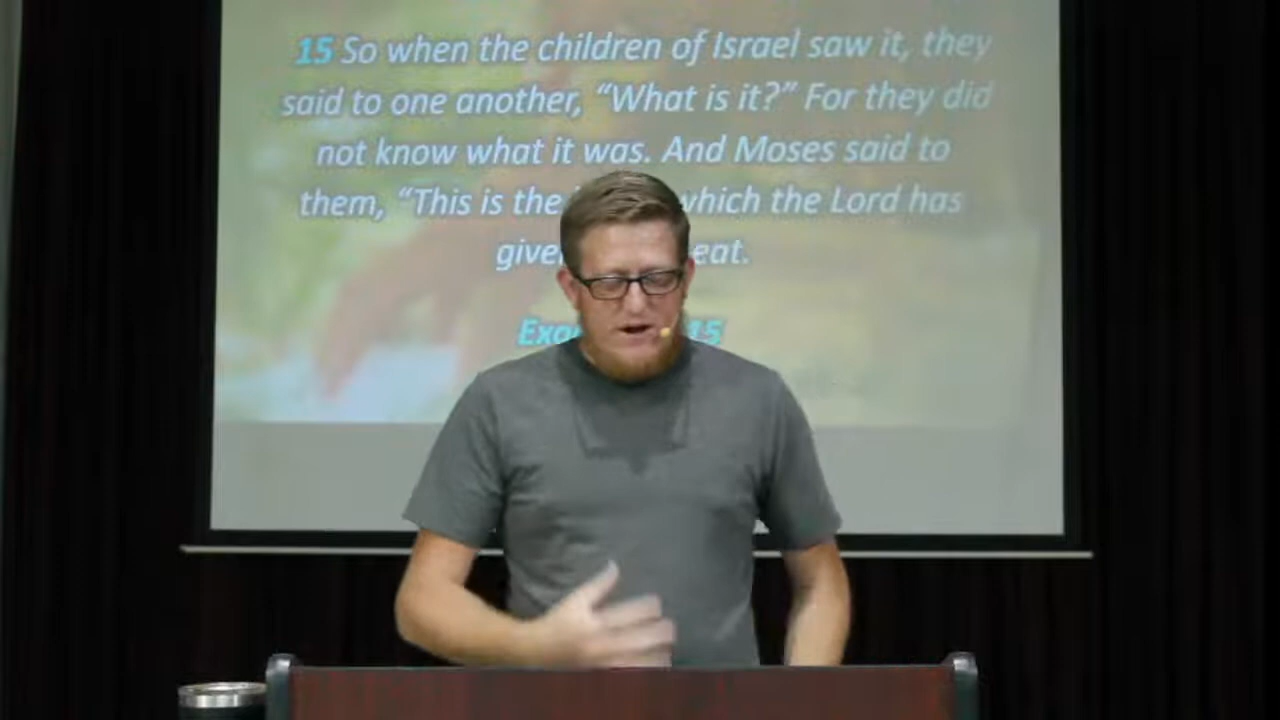 15 So when the children of Israel saw it, they
said to one another, “What is it?” For they did
not know what it was. And Moses said to
them, “This is the which the Lord has
give eat.
Exo 15